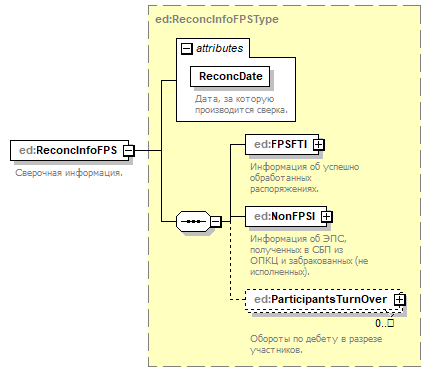 ed:ReconcInfoFPSType
attributes
ReconcDate
Дата, за которую
производится сверка.
ed:ReconcInfoFPS
Сверочная информация.
ed:FPSFTI
Информация об успешно
обработанных
распоряжениях.
ed:NonFPSI
Информация об ЭПС,
полученных в СБП из
ОПКЦ и забракованных (не
исполненных).
ed:ParticipantsTurnOver
0..
Обороты по дебету в разрезе
участников.